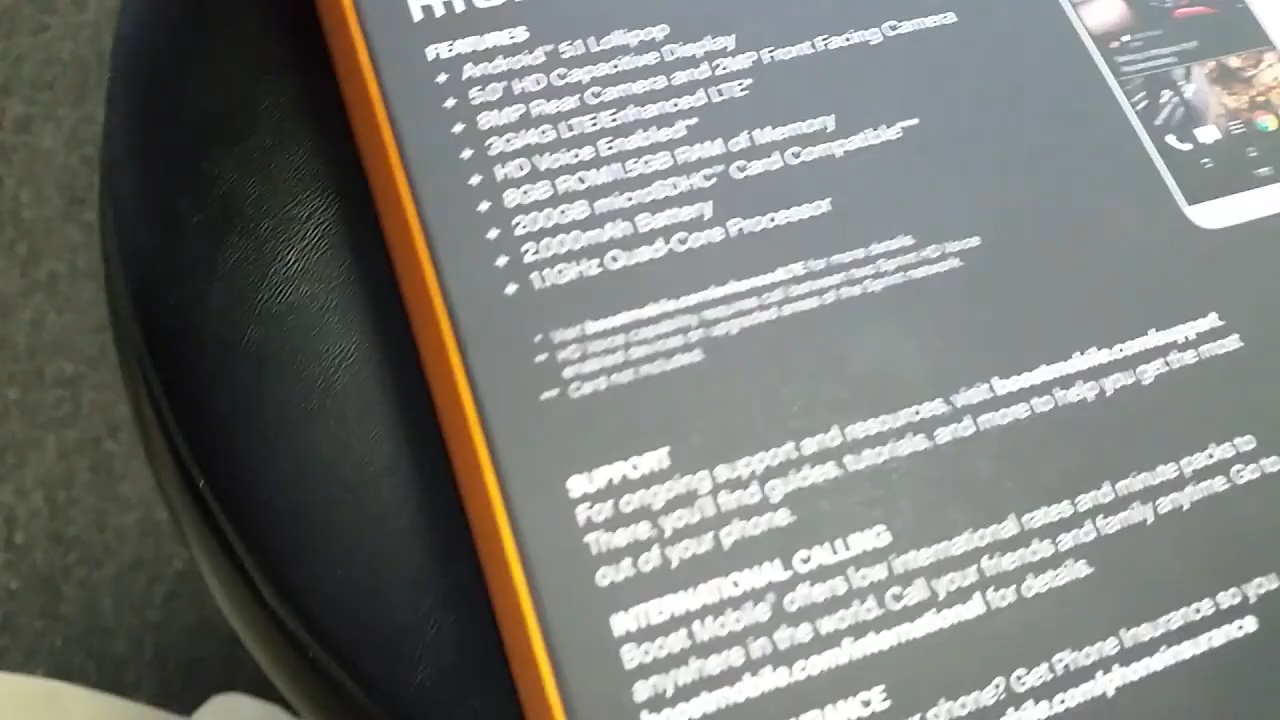 FEATURES
+ Android™ 5.1 Lollipop
+ 5.0" HD Capacitive Display
+ 8MP Rear Camera and 2MP Front Facing Camera
+ 3G/4G LTE/Enhanced LTE*
+ HD Voice Enabled**
+ 8GB ROM/1.5GB RAM of Memory
+ 200GB microSDHC™ Card Compatible***
+ 2,000mAh Battery
+ 1.1GHz Quad-Core Processor
for more details.
*** Card not included.
SUPPORT
For ongoing support and resources, visit boostmobile.com/support.
There, you'll find guides, tutorials, and more to help you get the most
out of your phone.
INTERNATIONAL CALLING
Boost Mobile® offers low international rates and minute packs to
anywhere in the world. Call your friends and family anytime. Go to
boostmobile.com/international for details.
phone? Get Phone Insurance so you